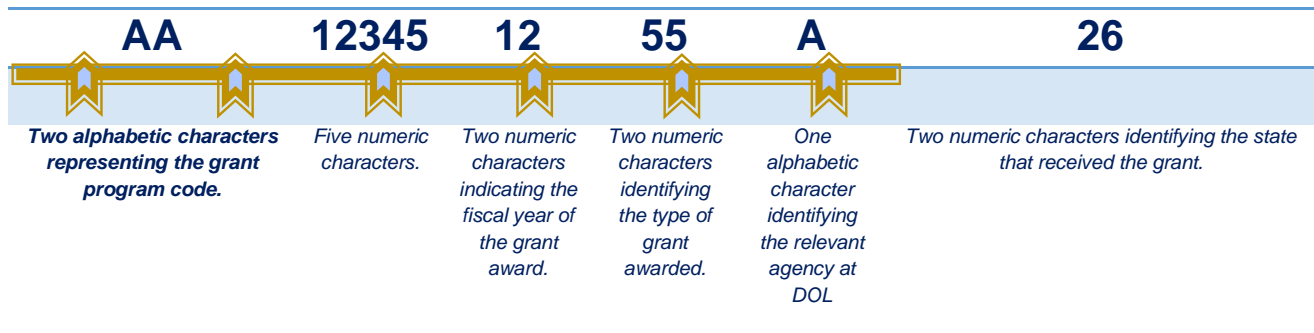 AA 12345 12 55 A 26
Two alphabetic characters
representing the grant
program code.
Five numeric
characters.
Two numeric
characters
indicating the
fiscal year of
the grant
award.
Two numeric
characters
identifying
the type of
grant
awarded.
One
alphabetic
character
identifying
the relevant
agency at
DOL
Two numeric characters identifying the state
that received the grant.